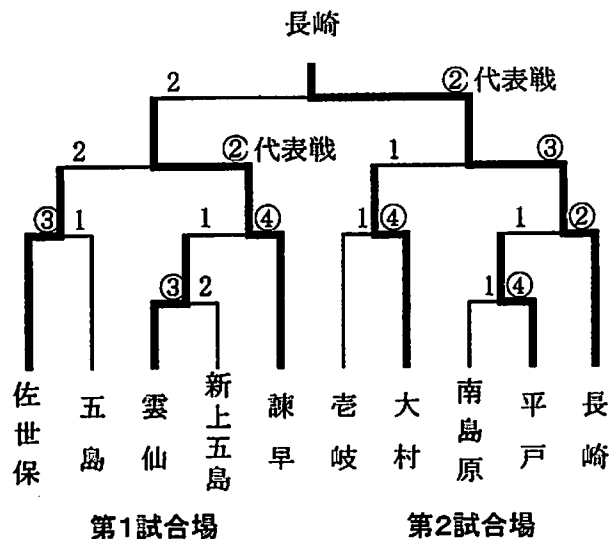 長崎
2 ②代表戦
2 ②代表戦 1 ③
③ 1 1 ④ 1 ④ 1 ②
③ 2 1 ④
佐世保 五島 雲仙 新上五島 諫早 壱岐 大村 南島原 平戸 長崎
第1試合場 第2試合場